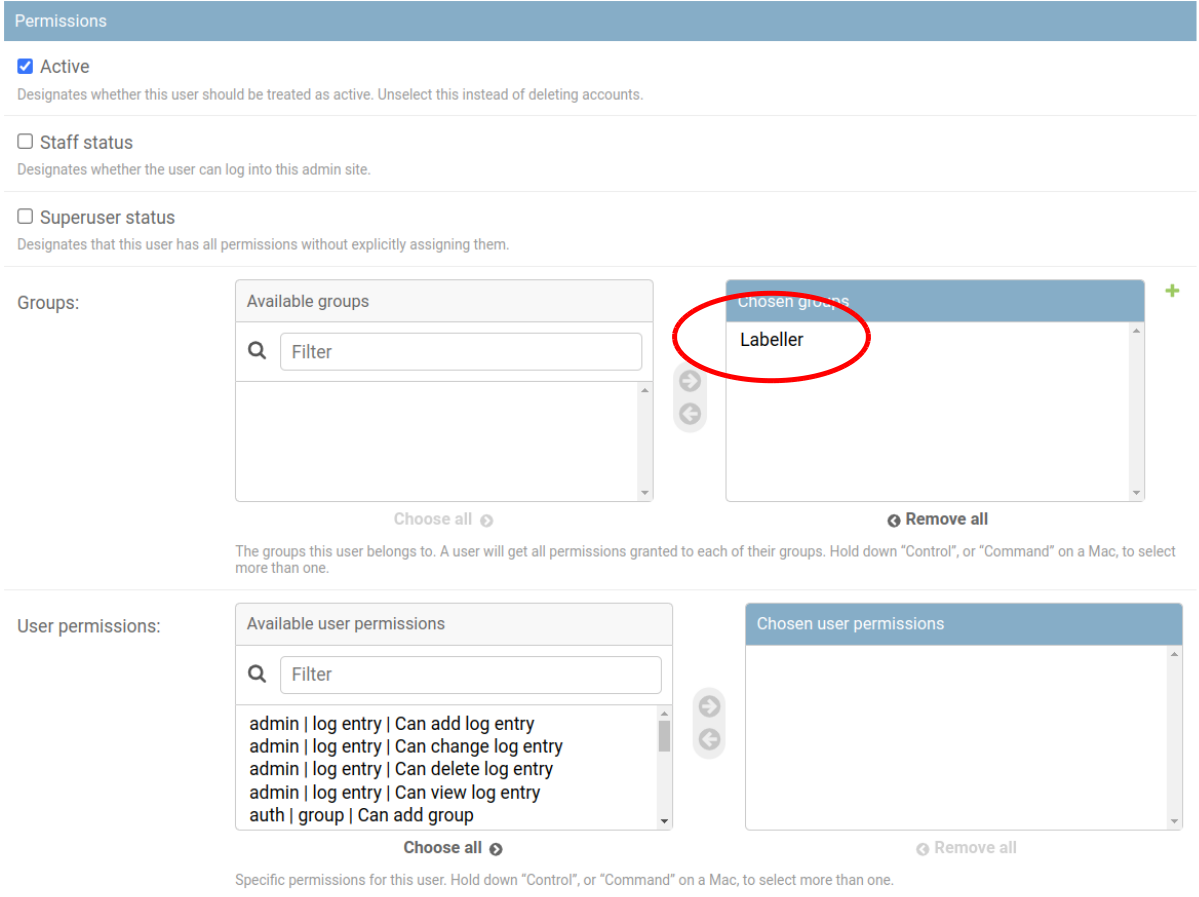 Permissions
Active
Designates whether this user should be treated as active. Unselect this instead of deleting accounts.
Staff status
Designates whether the user can log into this admin site.
Superuser status
Designates that this user has all permissions without explicitly assigning them.
Groups:
Available groups
Filter
Choose all
Chosen groups
Labeller
Remove all
The groups this user belongs to. A user will get all permissions granted to each of their groups. Hold down “Control”, or “Command” on a Mac, to select
more than one.
User permissions:
Available user permissions
Filter
admin | log entry | Can add log entry
admin | log entry | Can change log entry
admin | log entry | Can delete log entry
admin | log entry | Can view log entry
auth | group | Can add group
Choose all
Chosen user permissions
Remove all
Specific permissions for this user. Hold down “Control”, or “Command” on a Mac, to select more than one.